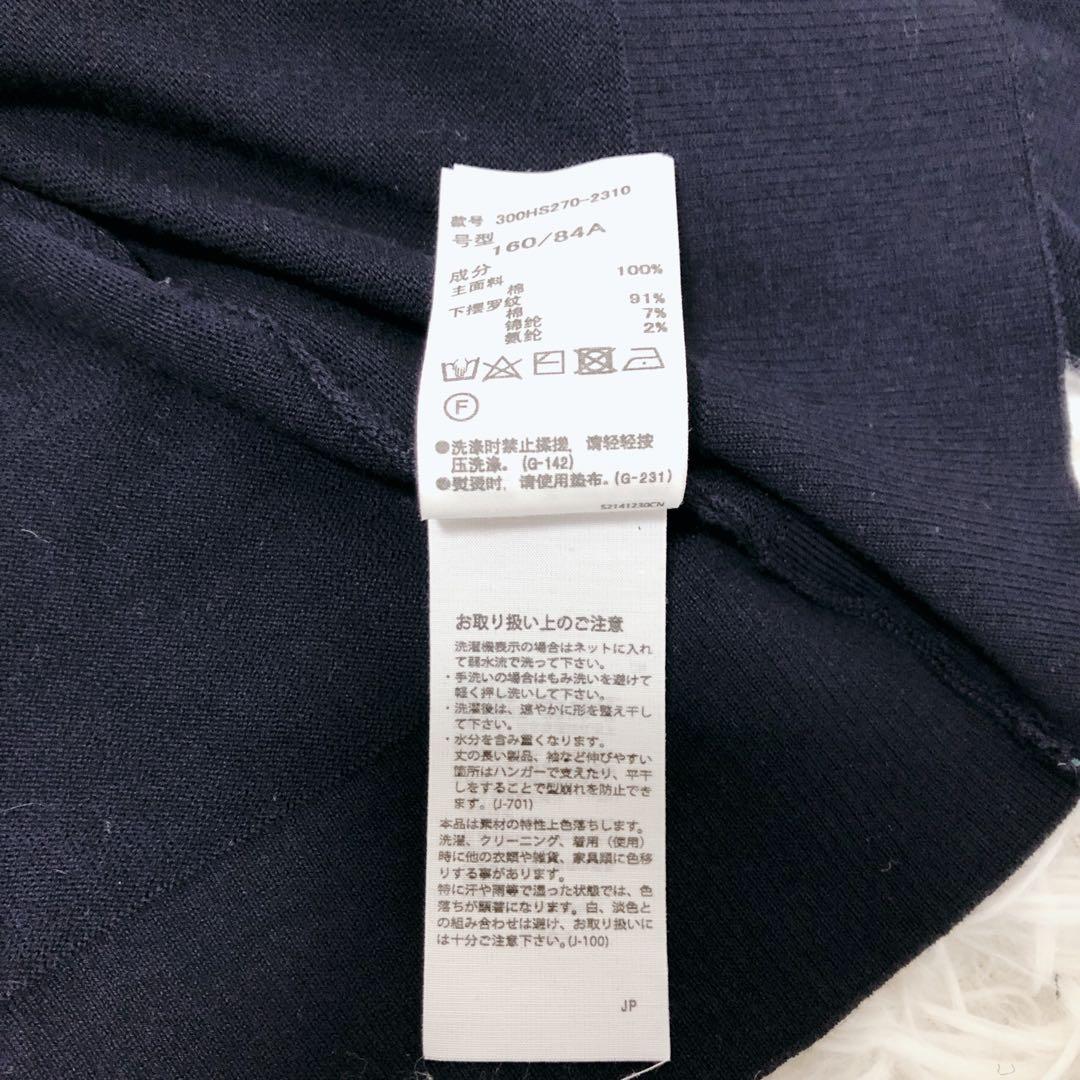 款号 300HS270-2310
号型 160/84A
成分
主面料
棉 100%
下摆罗纹
棉 91%
锦纶 7%
氨纶 2%
F
●洗涤时禁止揉搓，请轻轻按
压洗涤。(G-142)
●熨烫时，请使用垫布。(G-231)
S2141230CN
お取り扱い上のご注意
洗濯機表示の場合はネットに入れ
て弱水流で洗って下さい。
・手洗いの場合はもみ洗いを避けて
軽く押し洗いして下さい。
・洗濯後は、速やかに形を整え干し
て下さい。
・水分を含み重くなります。
丈の長い製品、袖など伸びやすい
箇所はハンガーで支えたり、平干
しをすることで型崩れを防止でき
ます。(J-701)
本品は素材の特性上色落ちします。
洗濯、クリーニング、着用（使用）
時に他の衣類や雑貨、家具類に色移
りする事があります。
特に汗や雨等で湿った状態では、色
落ちが顕著になります。白、淡色と
の組み合わせは避け、お取り扱いに
は十分ご注意下さい。(J-100)
JP